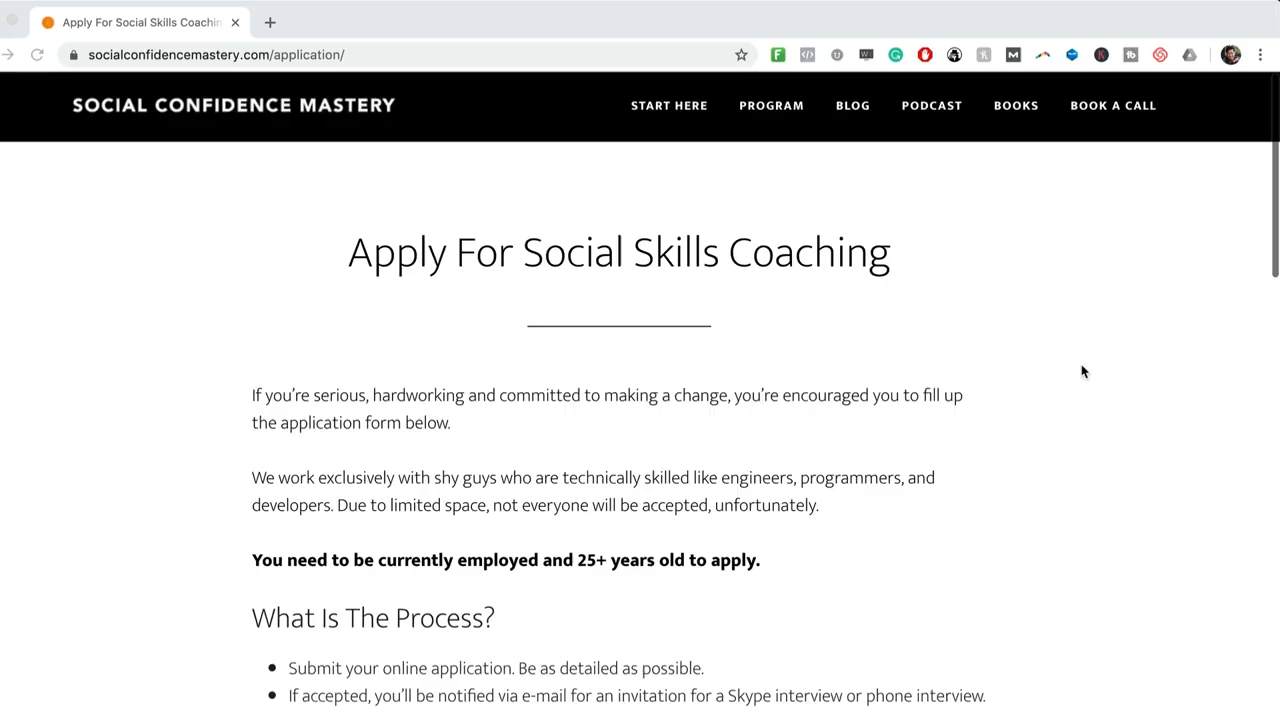 Apply For Social Skills Coachin
socialconfidencemastery.com/application/
SOCIAL CONFIDENCE MASTERY
START HERE PROGRAM BLOG PODCAST BOOKS BOOK A CALL
Apply For Social Skills Coaching
If you're serious, hardworking and committed to making a change, you're encouraged you to fill up
the application form below.
We work exclusively with shy guys who are technically skilled like engineers, programmers, and
developers. Due to limited space, not everyone will be accepted, unfortunately.
You need to be currently employed and 25+ years old to apply.
What Is The Process?
Submit your online application. Be as detailed as possible.
If accepted, you'll be notified via e-mail for an invitation for a Skype interview or phone interview.